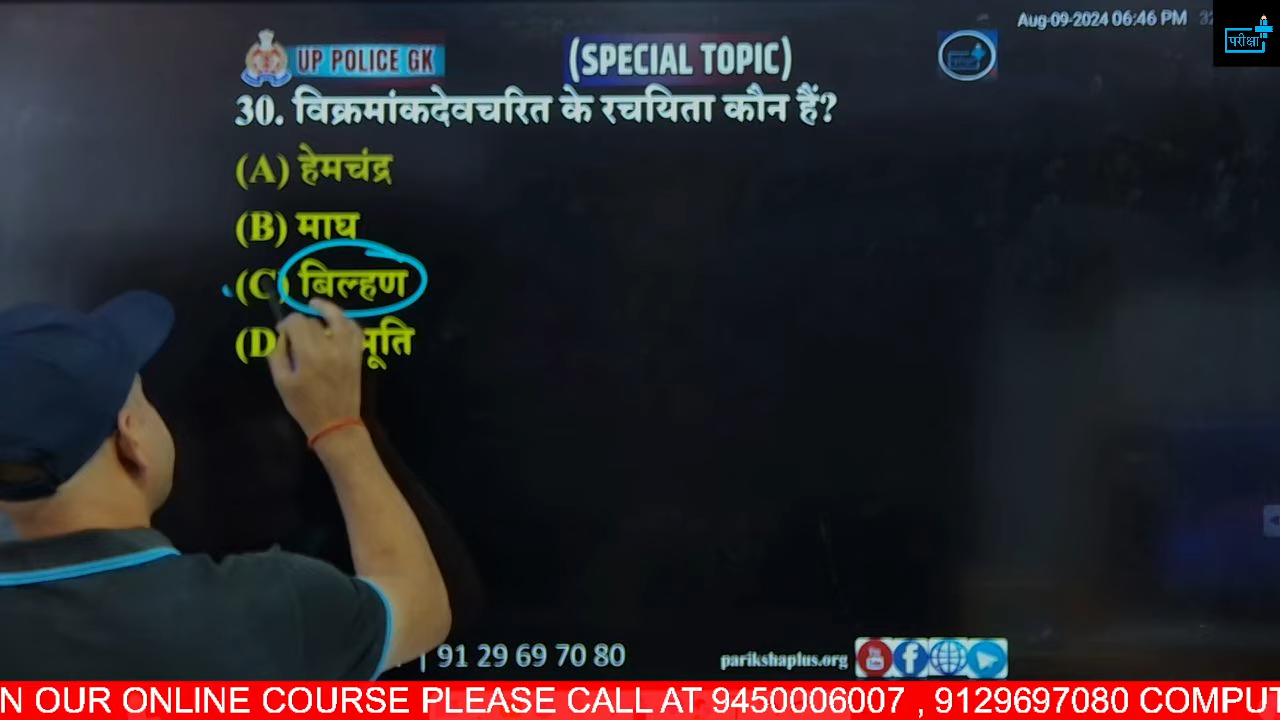 Aug-09-2024 06:46 PM
परीक्षा
UP POLICE GK
(SPECIAL TOPIC)
30. विक्रमांकदेवचरित के रचयिता कौन हैं?
(A) हेमचंद्र
(B) माघ
(C) बिल्हण
(D
| 91 29 69 70 80
parikshaplus.org
N OUR ONLINE COURSE PLEASE CALL AT 9450006007 , 9129697080 COMPUT